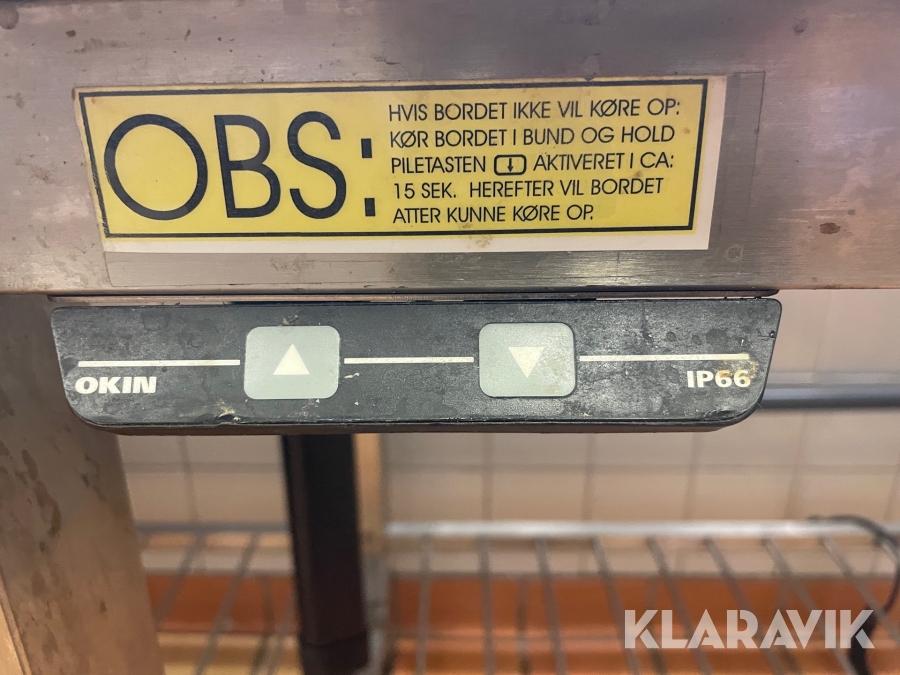 OBS:
HVIS BORDET IKKE VIL KØRE OP:
KØR BORDET I BUND OG HOLD
PILETASTEN AKTIVERET I CA:
15 SEK. HEREFTER VIL BORDET
ATTER KUNNE KØRE OP.
OKIN
IP66
KLARAVIK